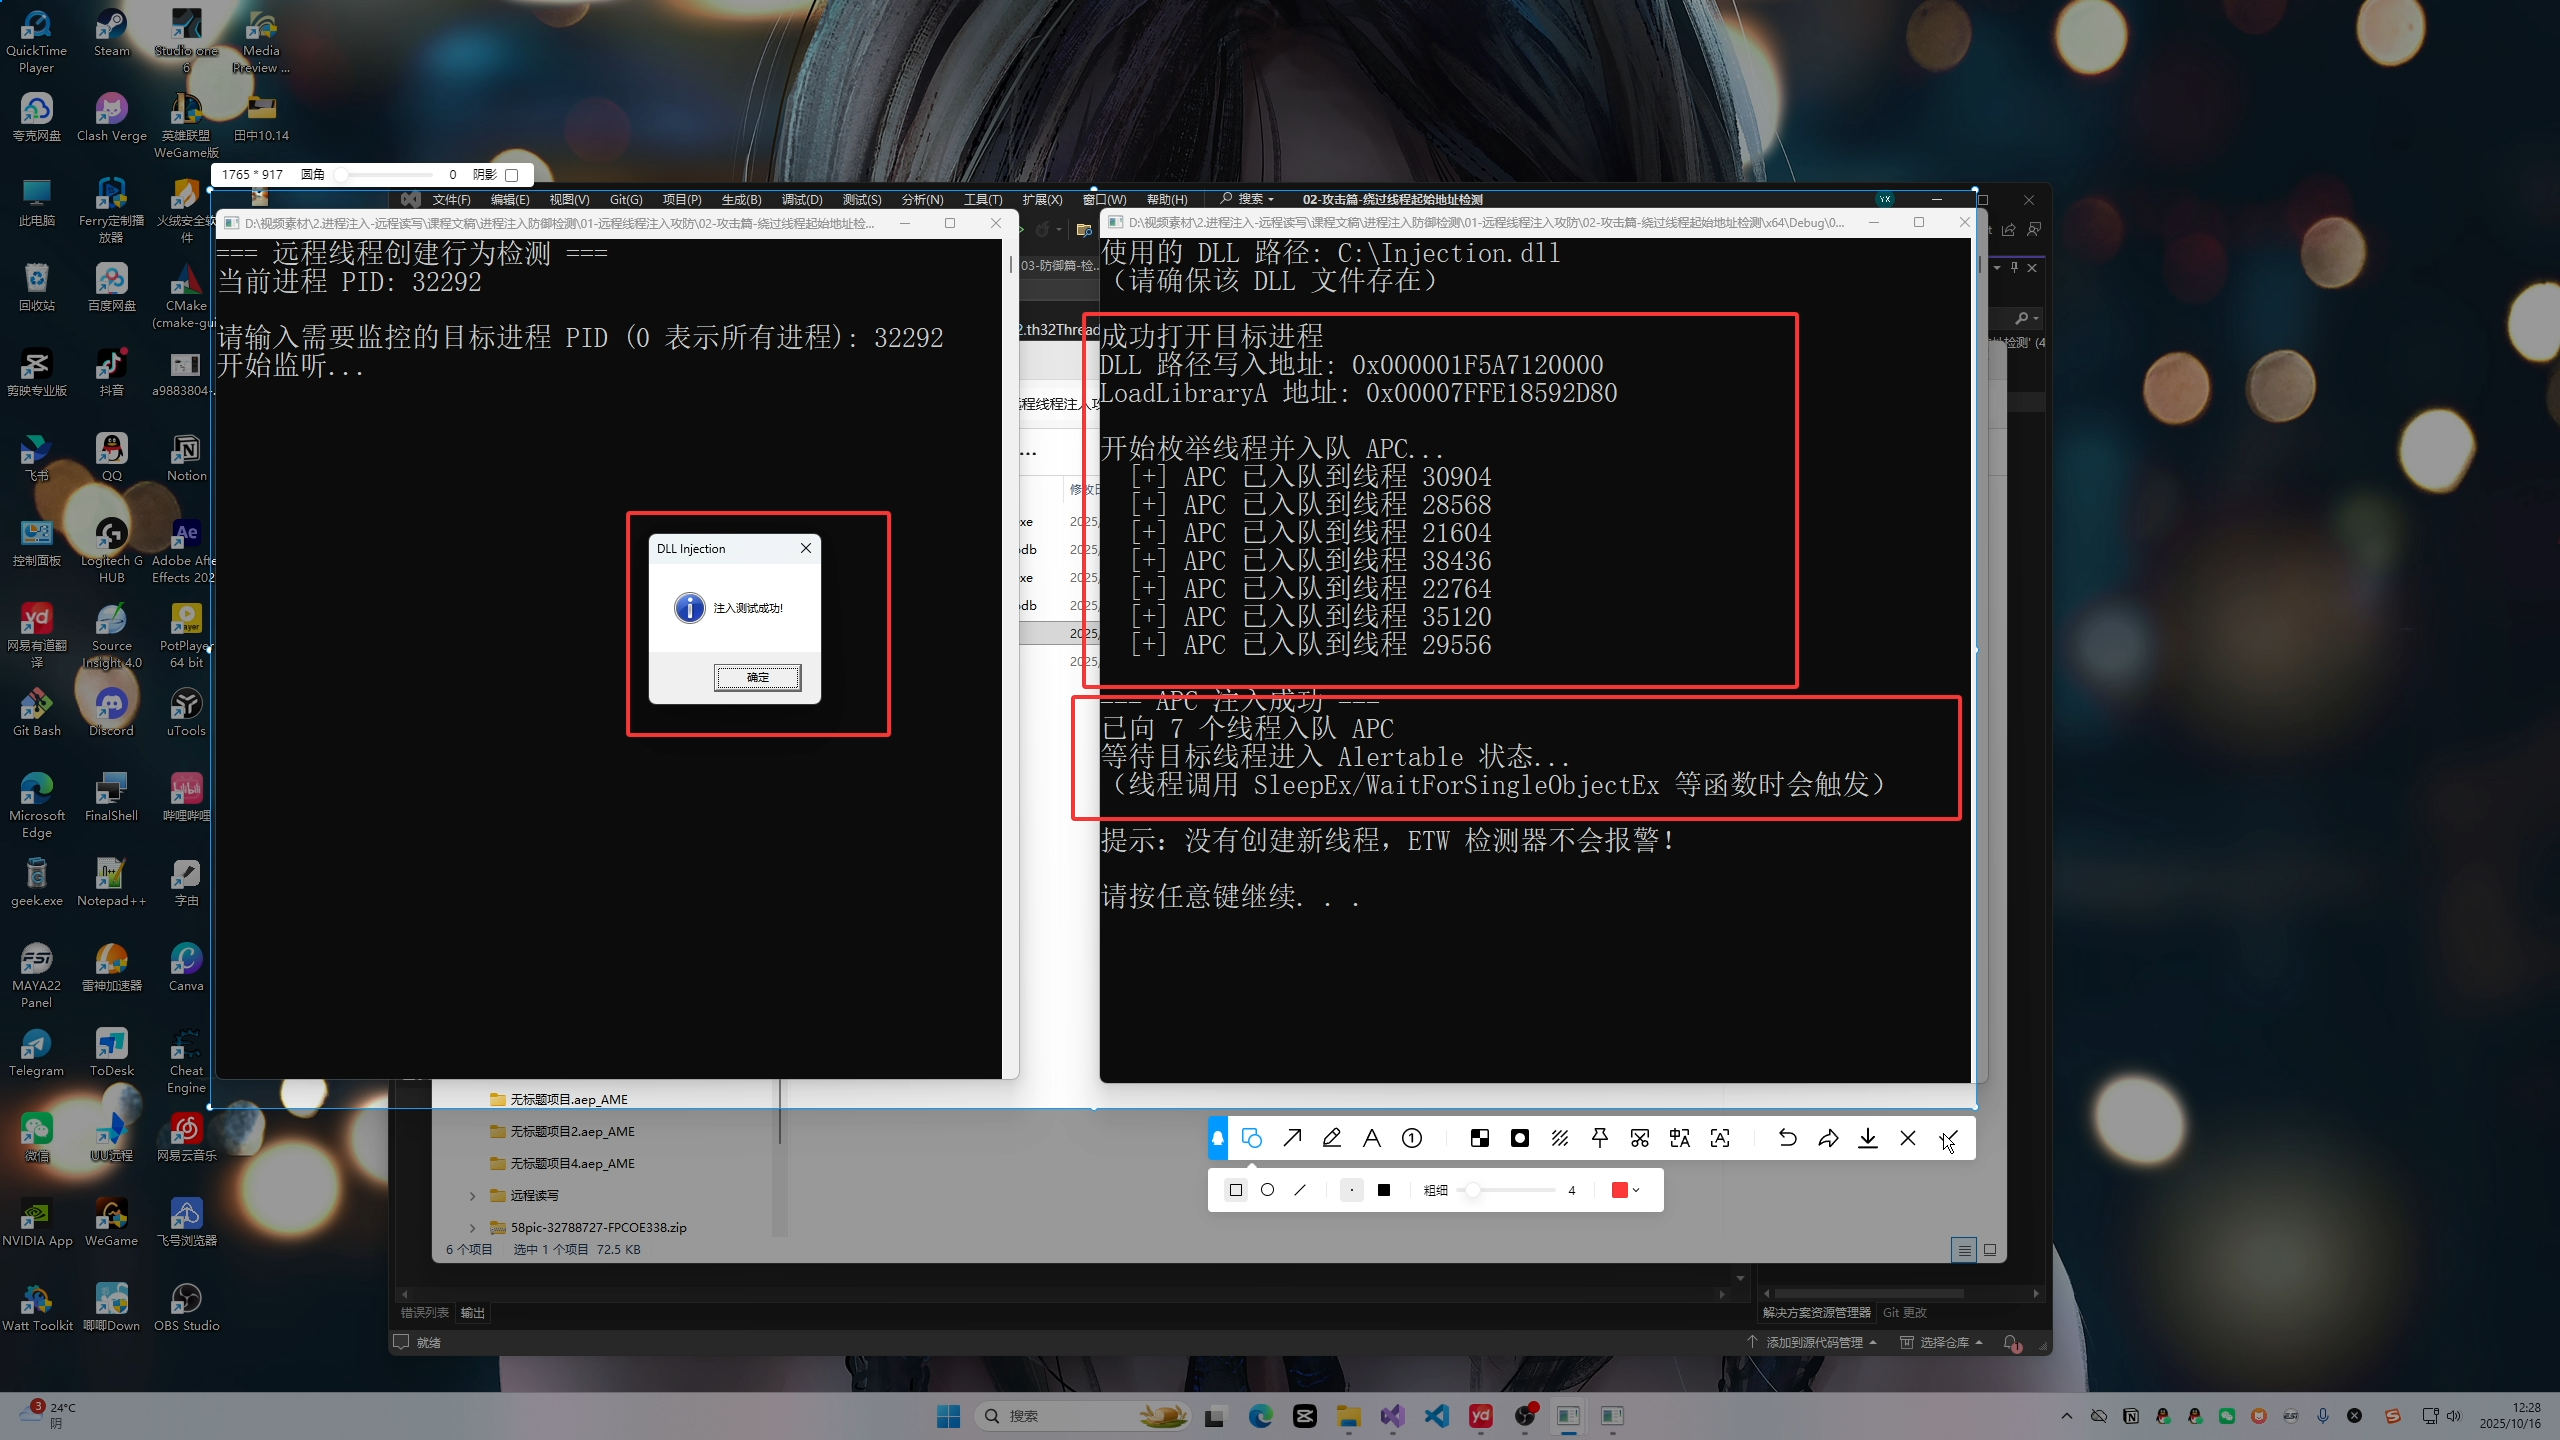 QuickTime Player
Steam
Studio one 6
Media Preview ...
夸克网盘
Clash Verge
英雄联盟 WeGame版
田中10.14
此电脑
Ferry定制播放器
火绒安全软件
回收站
百度网盘
CMake (cmake-gui
剪映专业版
抖音
a9883804-...
飞书
QQ
Notion
控制面板
Logitech G HUB
Adobe After Effects 202
网易有道翻译
Source Insight 4.0
PotPlayer 64 bit
Git Bash
Discord
uTools
Microsoft Edge
FinalShell
哔哩哔哩
geek.exe
Notepad++
字由
MAYA22 Panel
雷神加速器
Canva
Telegram
ToDesk
Cheat Engine
微信
UU远程
网易云音乐
NVIDIA App
WeGame
飞号浏览器
Watt Toolkit
唧唧Down
OBS Studio
1765 * 917 圆角 0 阴影
文件(F) 编辑(E) 视图(V) Git(G) 项目(P) 生成(B) 调试(D) 测试(S) 分析(N) 工具(T) 扩展(X) 窗口(W) 帮助(H) 搜索 02-攻击篇-绕过线程起始地址检测 YX
D:\视频素材\2.进程注入-远程读写\课程文稿\进程注入防御检测\01-远程线程注入攻防\02-攻击篇-绕过线程起始地址检...
=== 远程线程创建行为检测 ===
当前进程 PID: 32292
请输入需要监控的目标进程 PID (0 表示所有进程): 32292
开始监听...
DLL Injection
注入测试成功!
确定
03-防御篇-检...
2.th32Thread
程线程注入攻
...
修改日
xe 2025/
db 2025/
xe 2025/
db 2025/
2025/
2025/
D:\视频素材\2.进程注入-远程读写\课程文稿\进程注入防御检测\01-远程线程注入攻防\02-攻击篇-绕过线程起始地址检测\x64\Debug\0...
使用的 DLL 路径: C:\Injection.dll
（请确保该 DLL 文件存在）
成功打开目标进程
DLL 路径写入地址: 0x000001F5A7120000
LoadLibraryA 地址: 0x00007FFE18592D80
开始枚举线程并入队 APC...
[+] APC 已入队到线程 30904
[+] APC 已入队到线程 28568
[+] APC 已入队到线程 21604
[+] APC 已入队到线程 38436
[+] APC 已入队到线程 22764
[+] APC 已入队到线程 35120
[+] APC 已入队到线程 29556
=== APC 注入成功 ===
已向 7 个线程入队 APC
等待目标线程进入 Alertable 状态...
（线程调用 SleepEx/WaitForSingleObjectEx 等函数时会触发）
提示: 没有创建新线程，ETW 检测器不会报警!
请按任意键继续. . .
址检测' (4
无标题项目.aep_AME
无标题项目2.aep_AME
无标题项目4.aep_AME
远程读写
58pic-32788727-FPCOE338.zip
6 个项目 选中 1 个项目 72.5 KB
粗细 4
错误列表 输出
解决方案资源管理器 Git 更改
就绪
添加到源代码管理 选择仓库 1
3 24°C
阴
搜索
12:28
2025/10/16